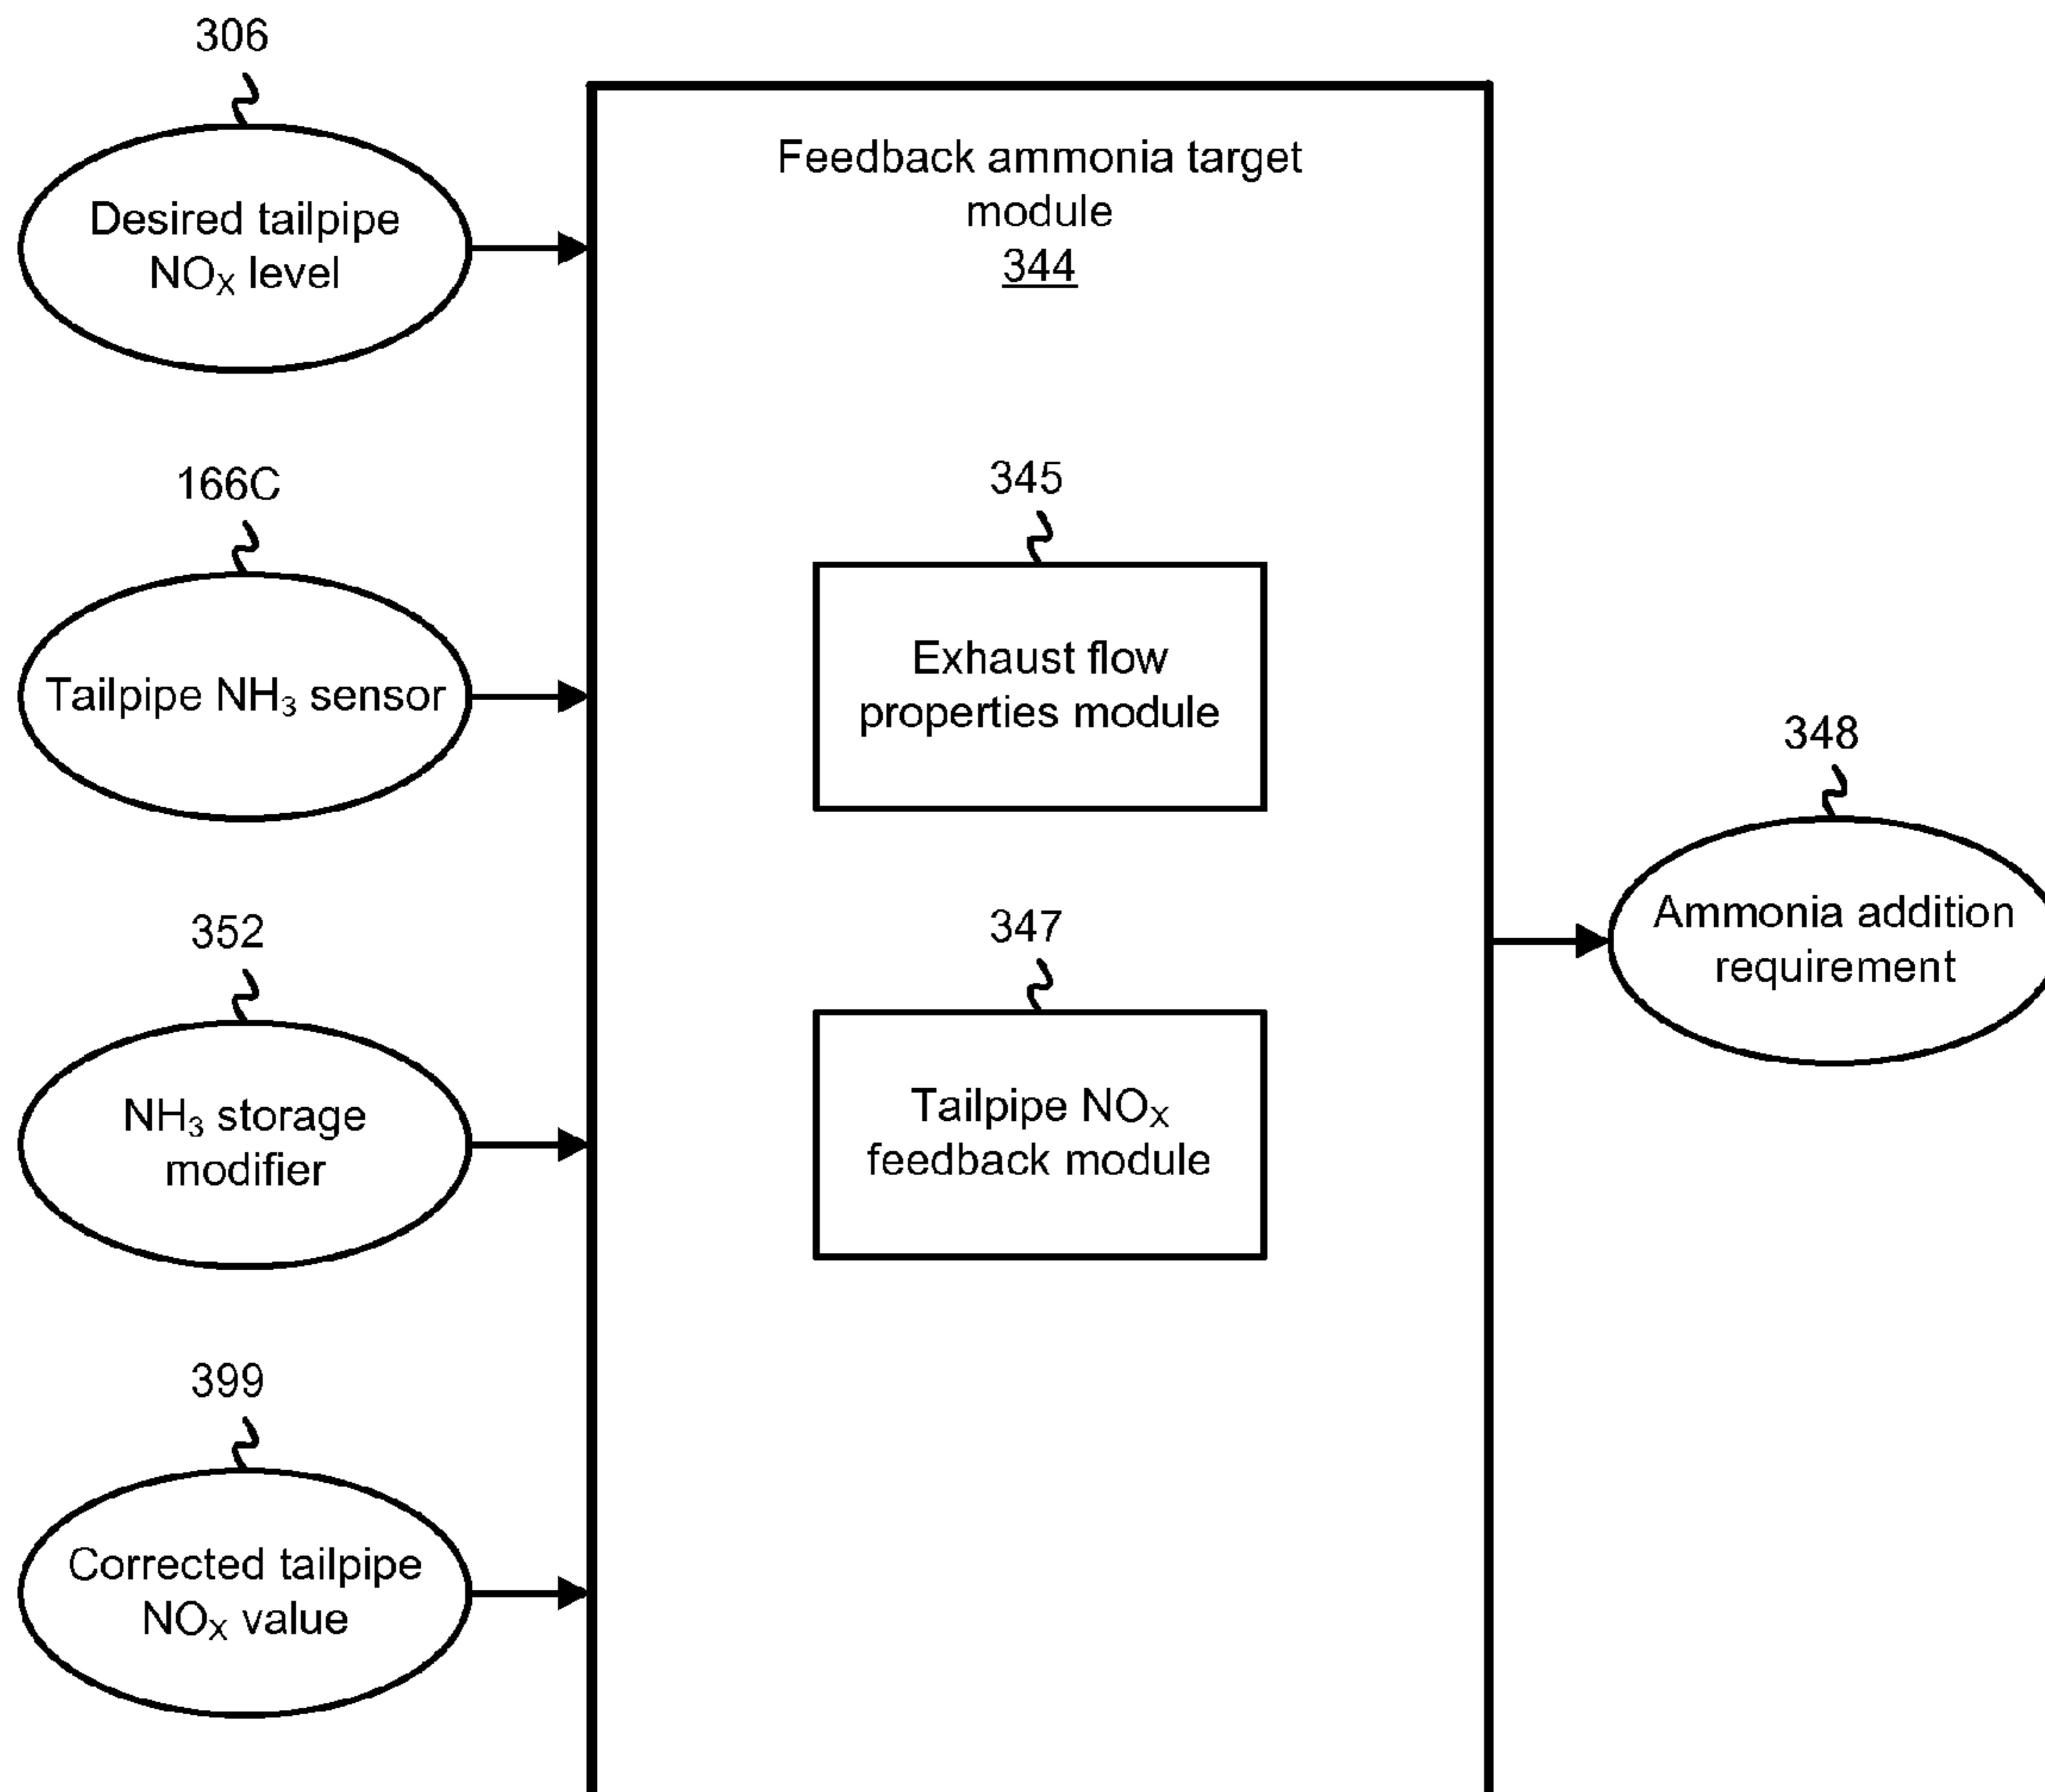 306
Desired tailpipe
NOX level
166C
Tailpipe NH3 sensor
352
NH3 storage
modifier
399
Corrected tailpipe
NOX value
Feedback ammonia target
module
344
345
Exhaust flow
properties module
347
Tailpipe NOX
feedback module
348
Ammonia addition
requirement